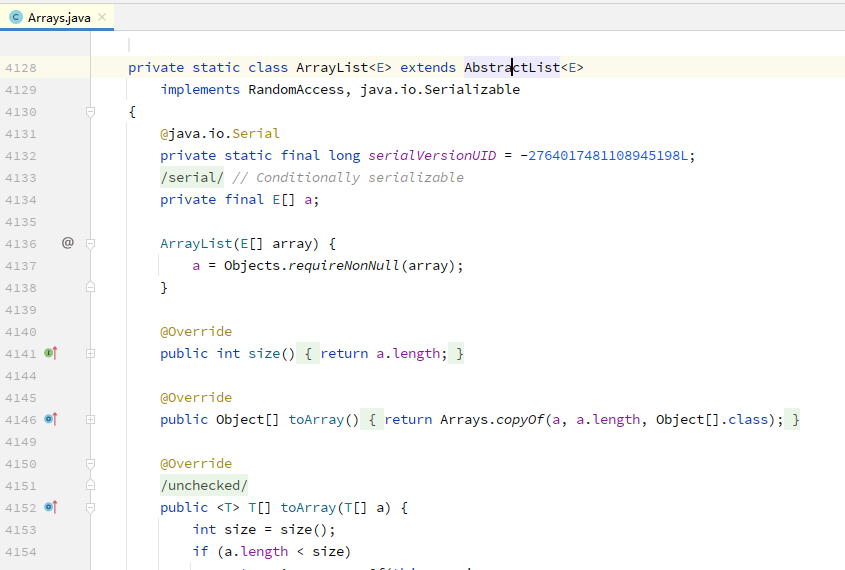 Arrays.java
4128 private static class ArrayList<E> extends AbstractList<E>
4129 implements RandomAccess, java.io.Serializable
4130 {
4131 @java.io.Serial
4132 private static final long serialVersionUID = -2764017481108945198L;
4133 /serial/ // Conditionally serializable
4134 private final E[] a;
4135
4136 @ ArrayList(E[] array) {
4137 a = Objects.requireNonNull(array);
4138 }
4139
4140 @Override
4141 public int size() { return a.length; }
4144
4145 @Override
4146 public Object[] toArray() { return Arrays.copyOf(a, a.length, Object[].class); }
4149
4150 @Override
4151 /unchecked/
4152 public <T> T[] toArray(T[] a) {
4153 int size = size();
4154 if (a.length < size)